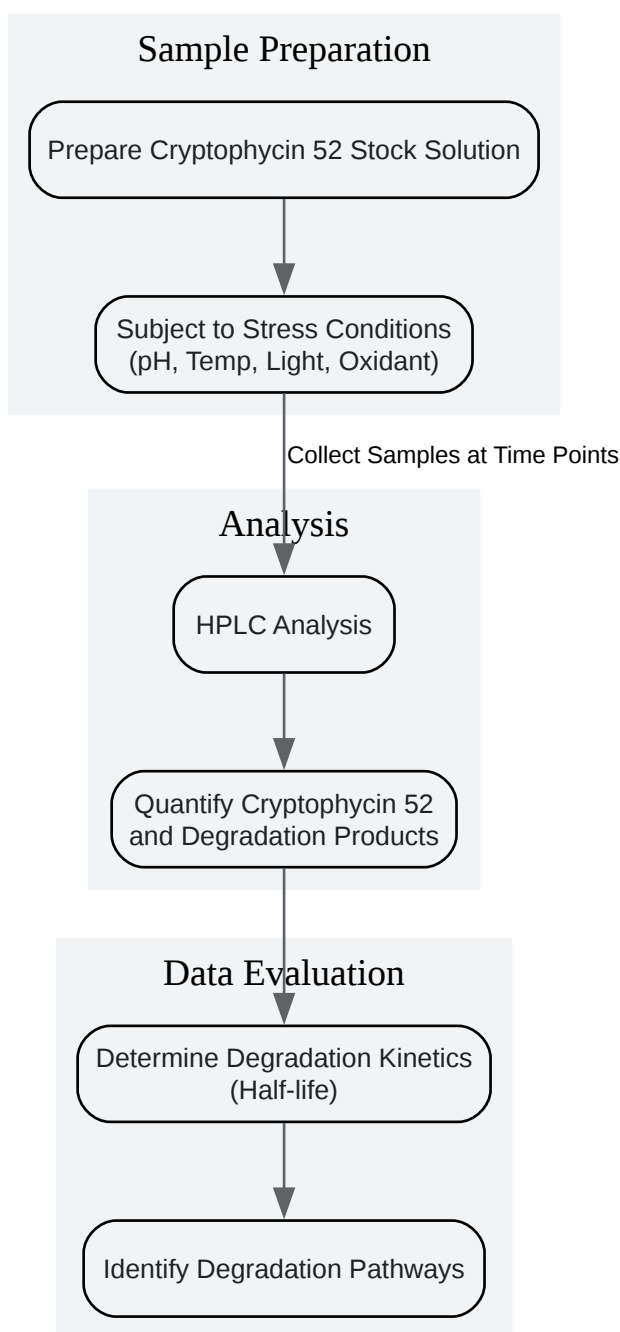 Sample Preparation
Prepare Cryptophycin 52 Stock Solution
Subject to Stress Conditions
(pH, Temp, Light, Oxidant)
Collect Samples at Time Points
Analysis
HPLC Analysis
Quantify Cryptophycin 52
and Degradation Products
Data Evaluation
Determine Degradation Kinetics
(Half-life)
Identify Degradation Pathways